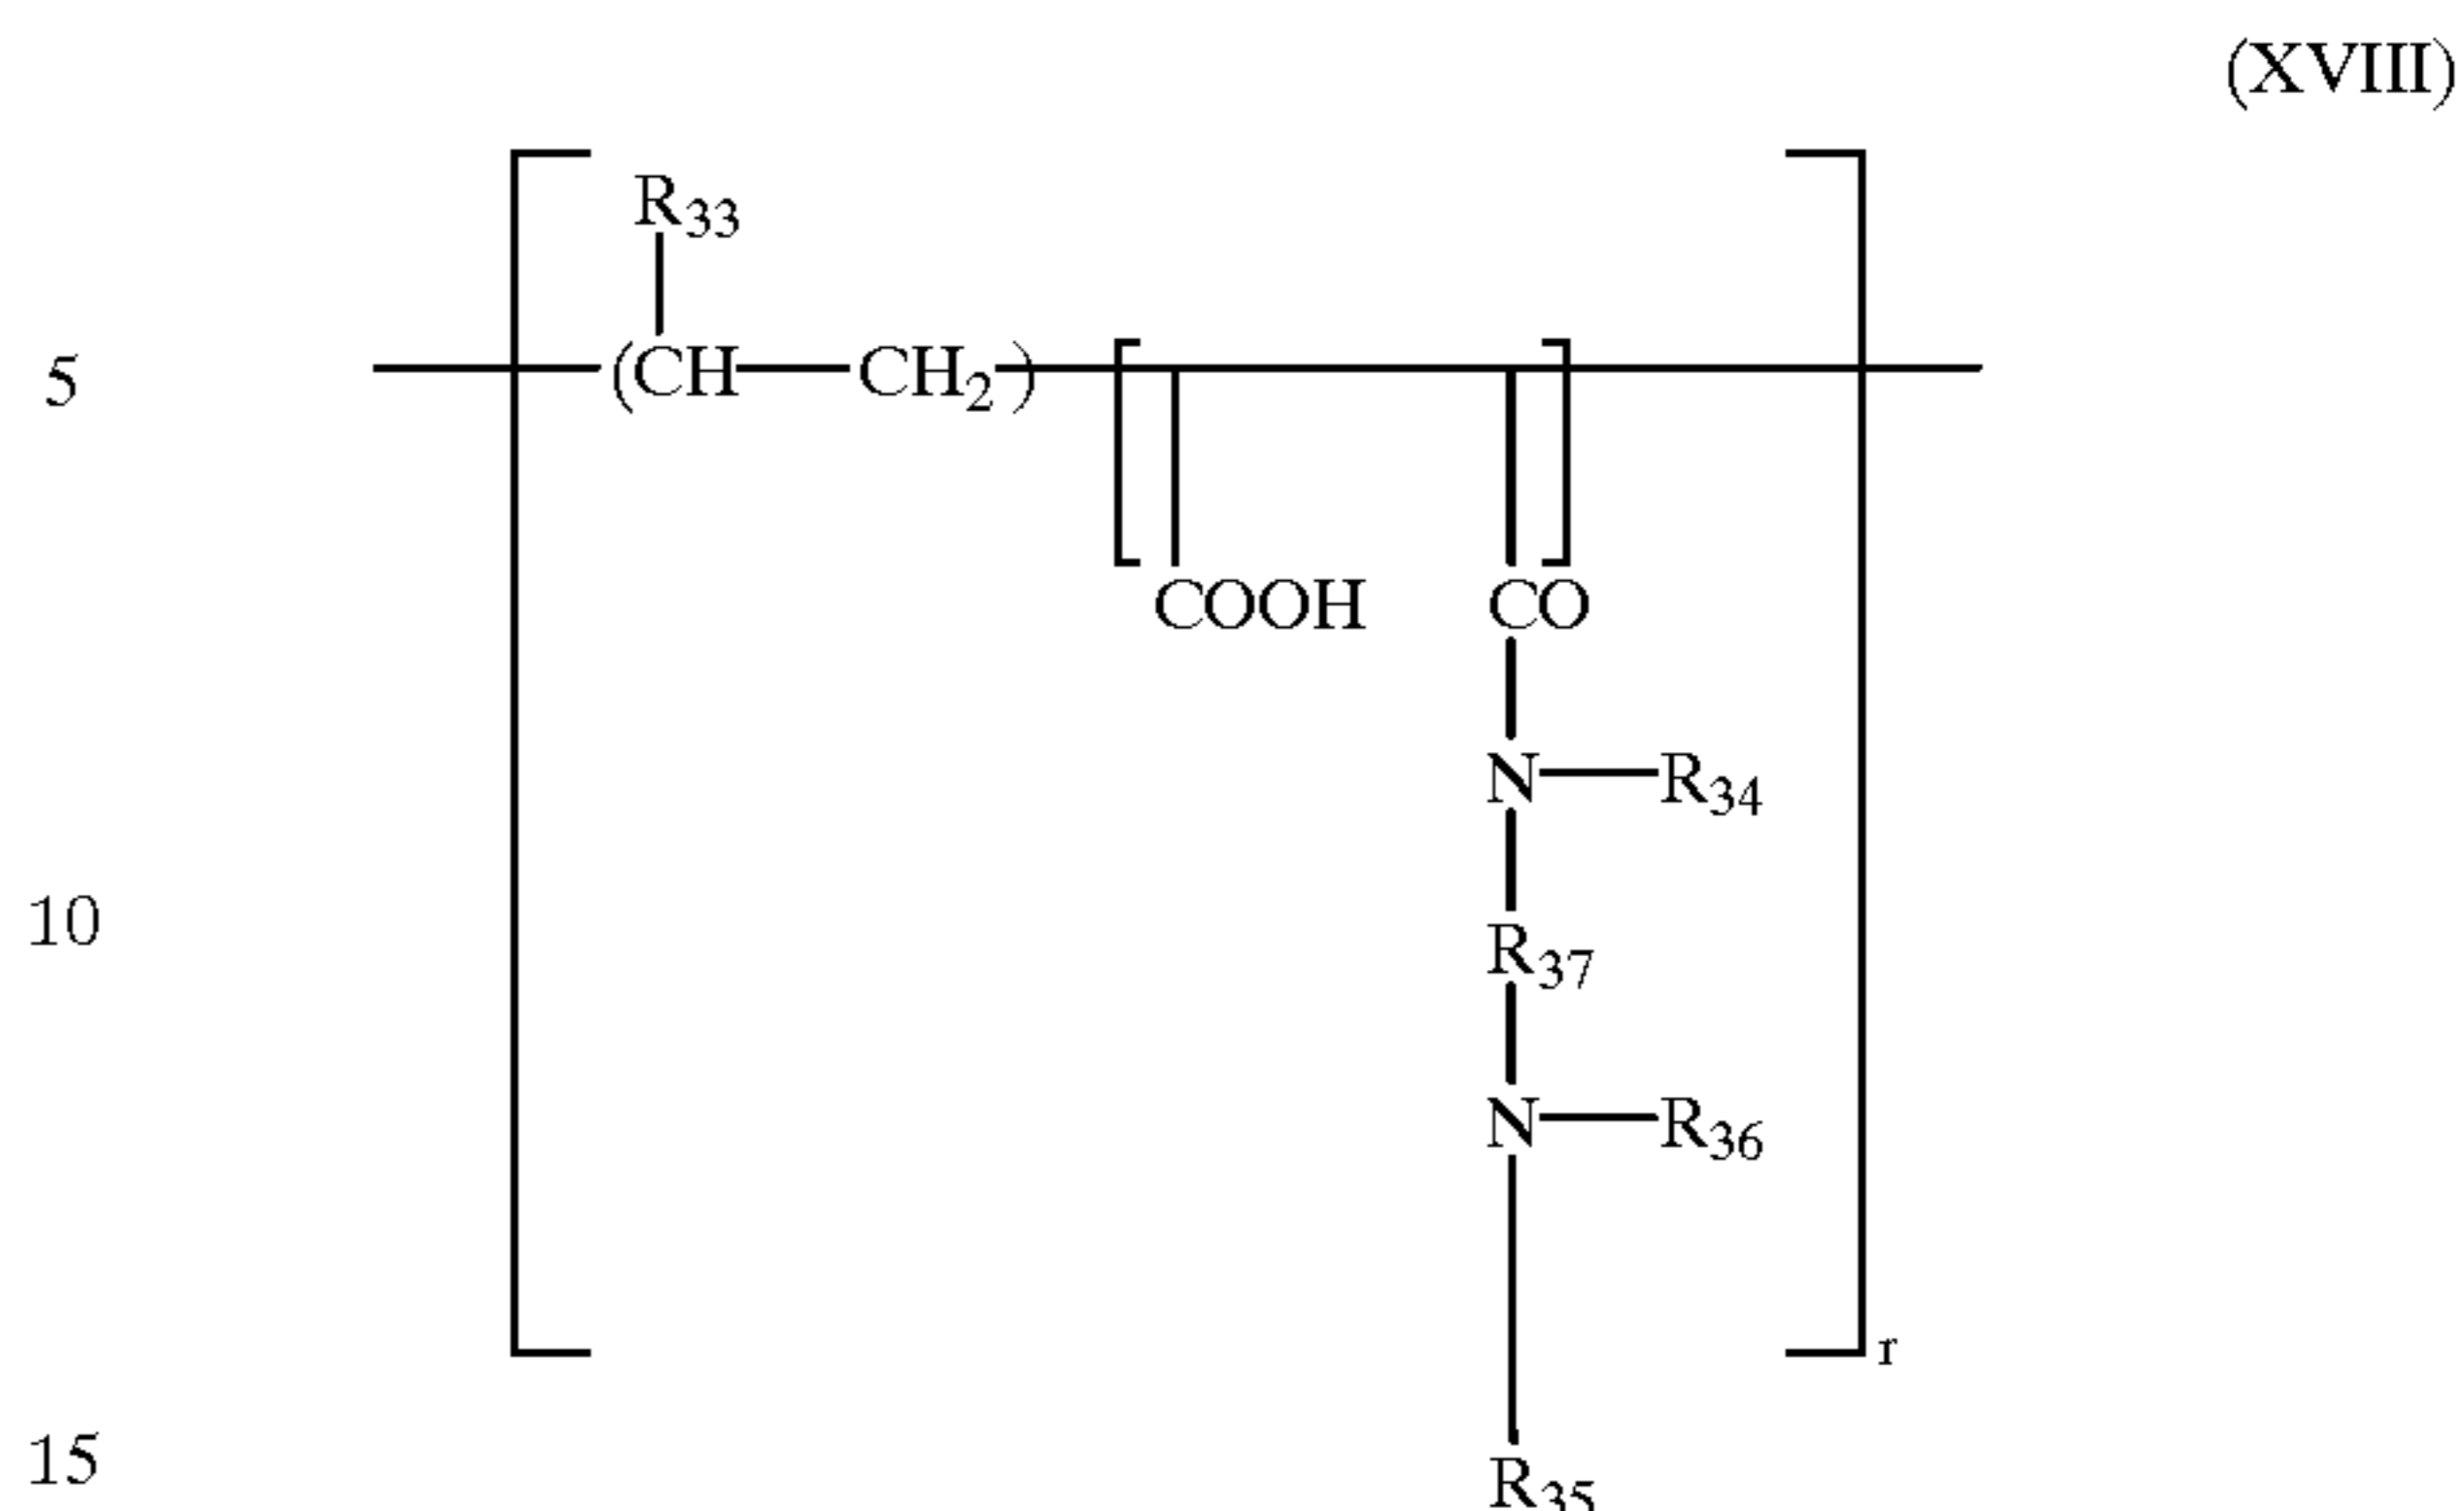 (XVIII)
R33
5 (CH CH2)
COOH CO
N R34
10 R37
N R36
r
15 R35